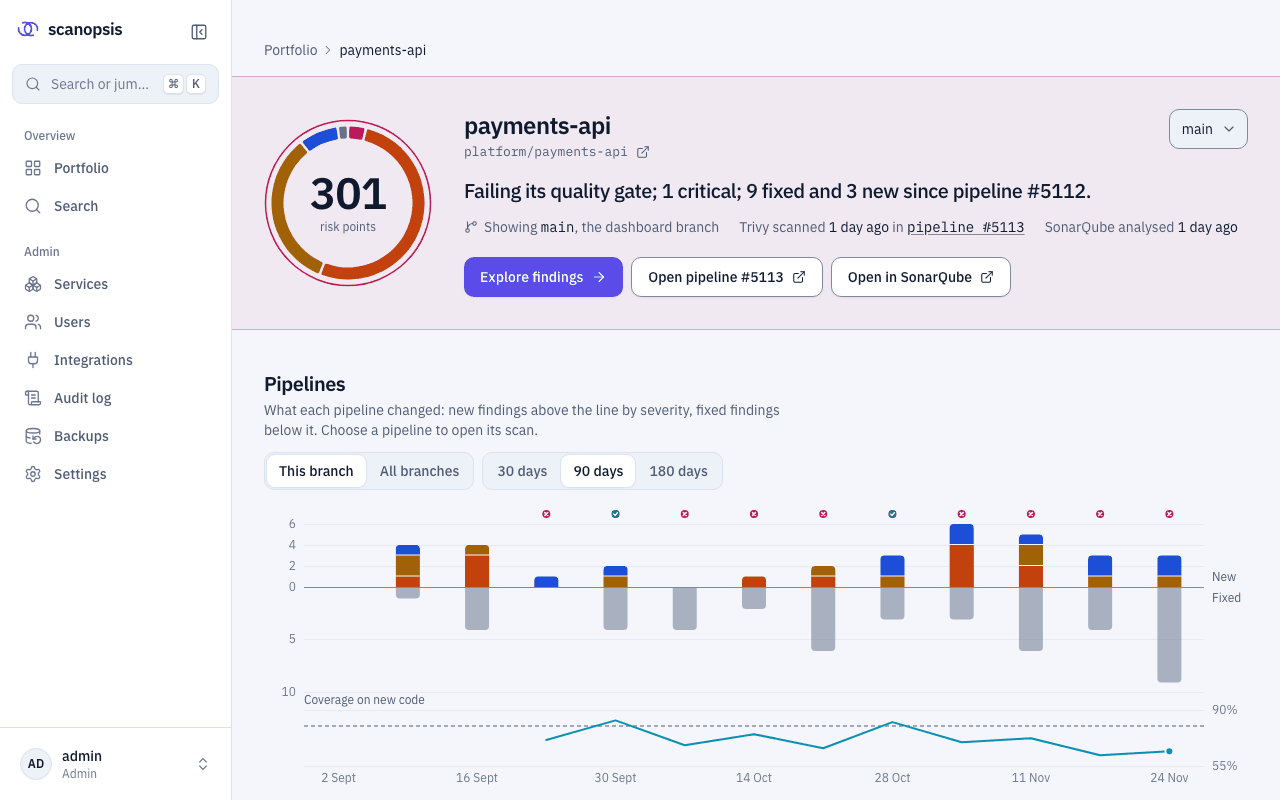 scanopsis
Search or jum...
⌘ K
Overview
Portfolio
Search
Admin
Services
Users
Integrations
Audit log
Backups
Settings
AD
admin
Admin
Portfolio > payments-api
301
risk points
payments-api
platform/payments-api
main
Failing its quality gate; 1 critical; 9 fixed and 3 new since pipeline #5112.
Showing main, the dashboard branch Trivy scanned 1 day ago in pipeline #5113 SonarQube analysed 1 day ago
Explore findings
Open pipeline #5113
Open in SonarQube
Pipelines
What each pipeline changed: new findings above the line by severity, fixed findings
below it. Choose a pipeline to open its scan.
This branch All branches 30 days 90 days 180 days
6
4
2
0
New
Fixed
5
10
Coverage on new code
90%
55%
2 Sept 16 Sept 30 Sept 14 Oct 28 Oct 11 Nov 24 Nov